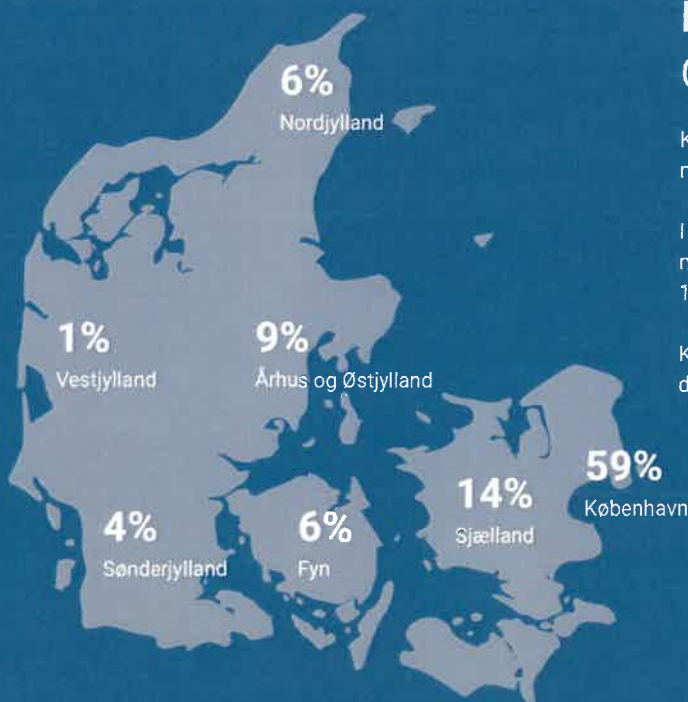 6%
Nordjylland
1%
Vestjylland
9%
Århus og Østjylland
59%
København
14%
Sjælland
4%
Sønderjylland
6%
Fyn